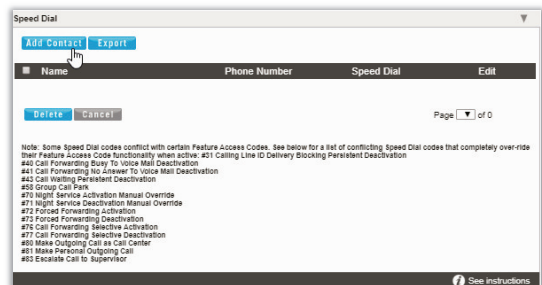 Speed Dial
Add Contact Export
Name Phone Number Speed Dial Edit
Delete Cancel Page of 0
Note: Some Speed Dial codes conflict with certain Feature Access Codes. See below for a list of conflicting Speed Dial codes that completely over-ride
their Feature Access Code functionality when active: #31 Calling Line ID Delivery Blocking Persistent Deactivation
#40 Call Forwarding Busy To Voice Mail Deactivation
#41 Call Forwarding No Answer To Voice Mail Deactivation
#43 Call Waiting Persistent Deactivation
#58 Group Call Park
#70 Night Service Activation Manual Override
#71 Night Service Deactivation Manual Override
#72 Forced Forwarding Activation
#73 Forced Forwarding Deactivation
#76 Call Forwarding Selective Activation
#77 Call Forwarding Selective Deactivation
#80 Make Outgoing Call as Call Center
#81 Make Personal Outgoing Call
#83 Escalate Call to Supervisor
See instructions